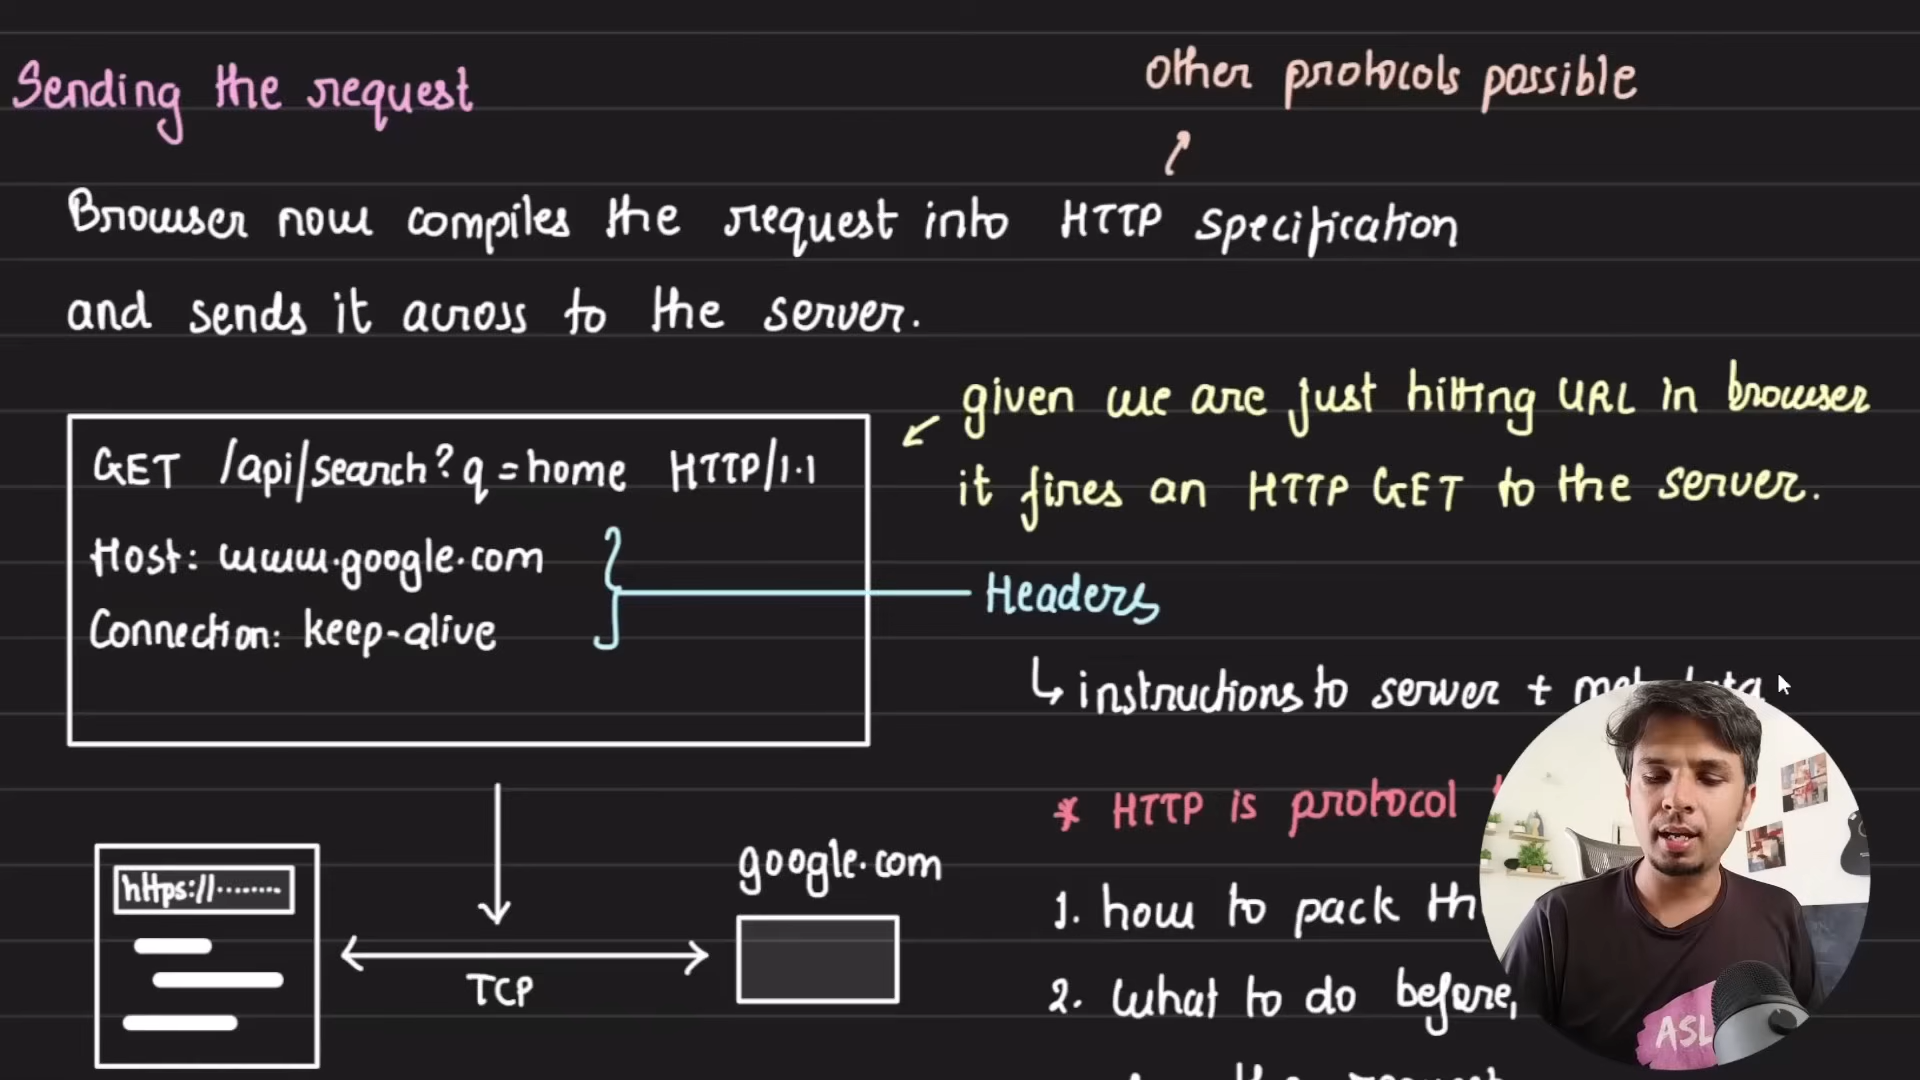 Sending the request
other protocols possible
Browser now compiles the request into HTTP specification
and sends it across to the server.
given we are just hitting URL in browser
it fires an HTTP GET to the server.
GET /api/search?q=home HTTP/1.1
Host: www.google.com
Connection: keep-alive
Headers
↳ instructions to server +
* HTTP is protocol
1. how to pack
2. What to do before,
the request
https://········
TCP
google.com
ASL